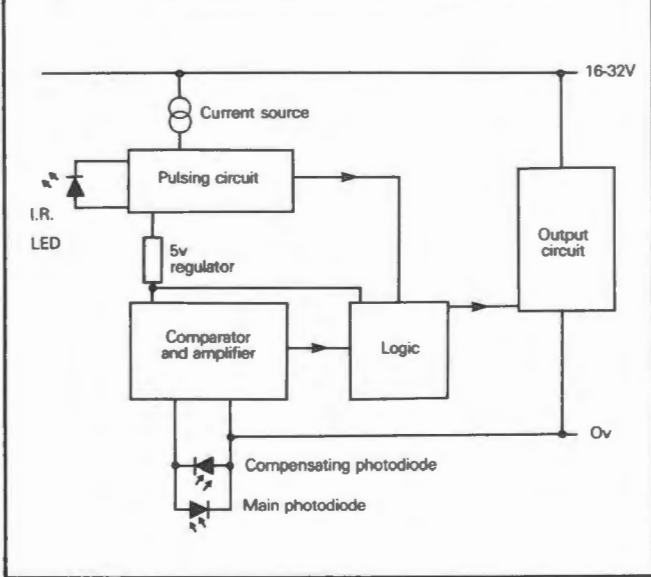 16-32V
Current source
Pulsing circuit
I.R.
LED
5v
regulator
Output
circuit
Comparator
and amplifier
Logic
Ov
Compensating photodiode
Main photodiode